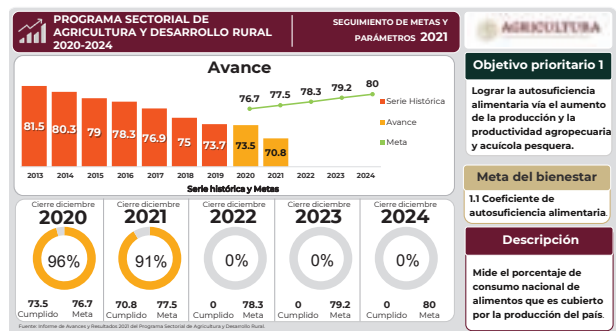 PROGRAMA SECTORIAL DE
AGRICULTURA Y DESARROLLO RURAL
2020-2024
SEGUIMIENTO DE METAS Y
PARÁMETROS 2021
AGRICULTURA
Avance
76.7 77.5 78.3 79.2 80
81.5 80.3 79 78.3 76.9 75 73.7 73.5 70.8
Serie Histórica
Avance
Meta
2013 2014 2015 2016 2017 2018 2019 2020 2021 2022 2023 2024
Serie histórica y Metas
Cierre diciembre Cierre diciembre Cierre diciembre Cierre diciembre Cierre diciembre
2020 2021 2022 2023 2024
96% 91% 0% 0% 0%
73.5 76.7 70.8 77.5 0 78.3 0 79.2 0 80
Cumplido Meta Cumplido Meta Cumplido Meta Cumplido Meta Cumplido Meta
Fuente: Informe de Avances y Resultados 2021 del Programa Sectorial de Agricultura y Desarrollo Rural.
Objetivo prioritario 1
Lograr la autosuficiencia
alimentaria vía el aumento
de la producción y la
productividad agropecuaria
y acuícola pesquera.
Meta del bienestar
1.1 Coeficiente de
autosuficiencia alimentaria.
Descripción
Mide el porcentaje de
consumo nacional de
alimentos que es cubierto
por la producción del país.